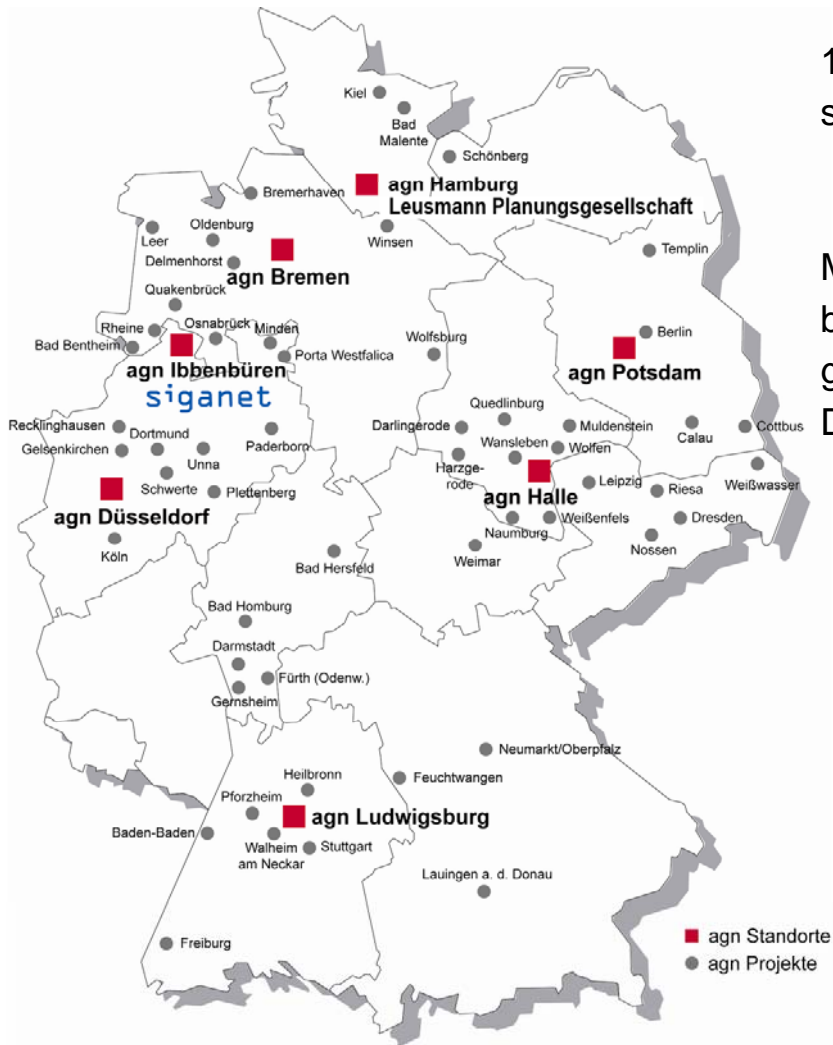 Kiel
Bad
Malente
Schönberg
agn Hamburg
Leusmann Planungsgesellschaft
Bremerhaven
Winsen
Oldenburg
Leer
Delmenhorst
agn Bremen
Templin
Quakenbrück
Rheine
Osnabrück
Minden
Bad Bentheim
Porta Westfalica
Wolfsburg
Berlin
agn Ibbenbüren
siganet
agn Potsdam
Recklinghausen
Dortmund
Gelsenkirchen
Unna
Paderborn
Schwerte
Plettenberg
agn Düsseldorf
Köln
Quedlinburg
Darlingerode
Muldenstein
Wansleben
Wolfen
Harzge-
rode
agn Halle
Calau
Cottbus
Leipzig
Riesa
Weißwasser
Naumburg
Weißenfels
Dresden
Nossen
Weimar
Bad Hersfeld
Bad Homburg
Darmstadt
Fürth (Odenw.)
Gernsheim
Neumarkt/Oberpfalz
Feuchtwangen
Heilbronn
Pforzheim
agn Ludwigsburg
Baden-Baden
Walheim
am Neckar
Stuttgart
Lauingen a. d. Donau
Freiburg
agn Standorte
agn Projekte
1
s
M
b
g
D